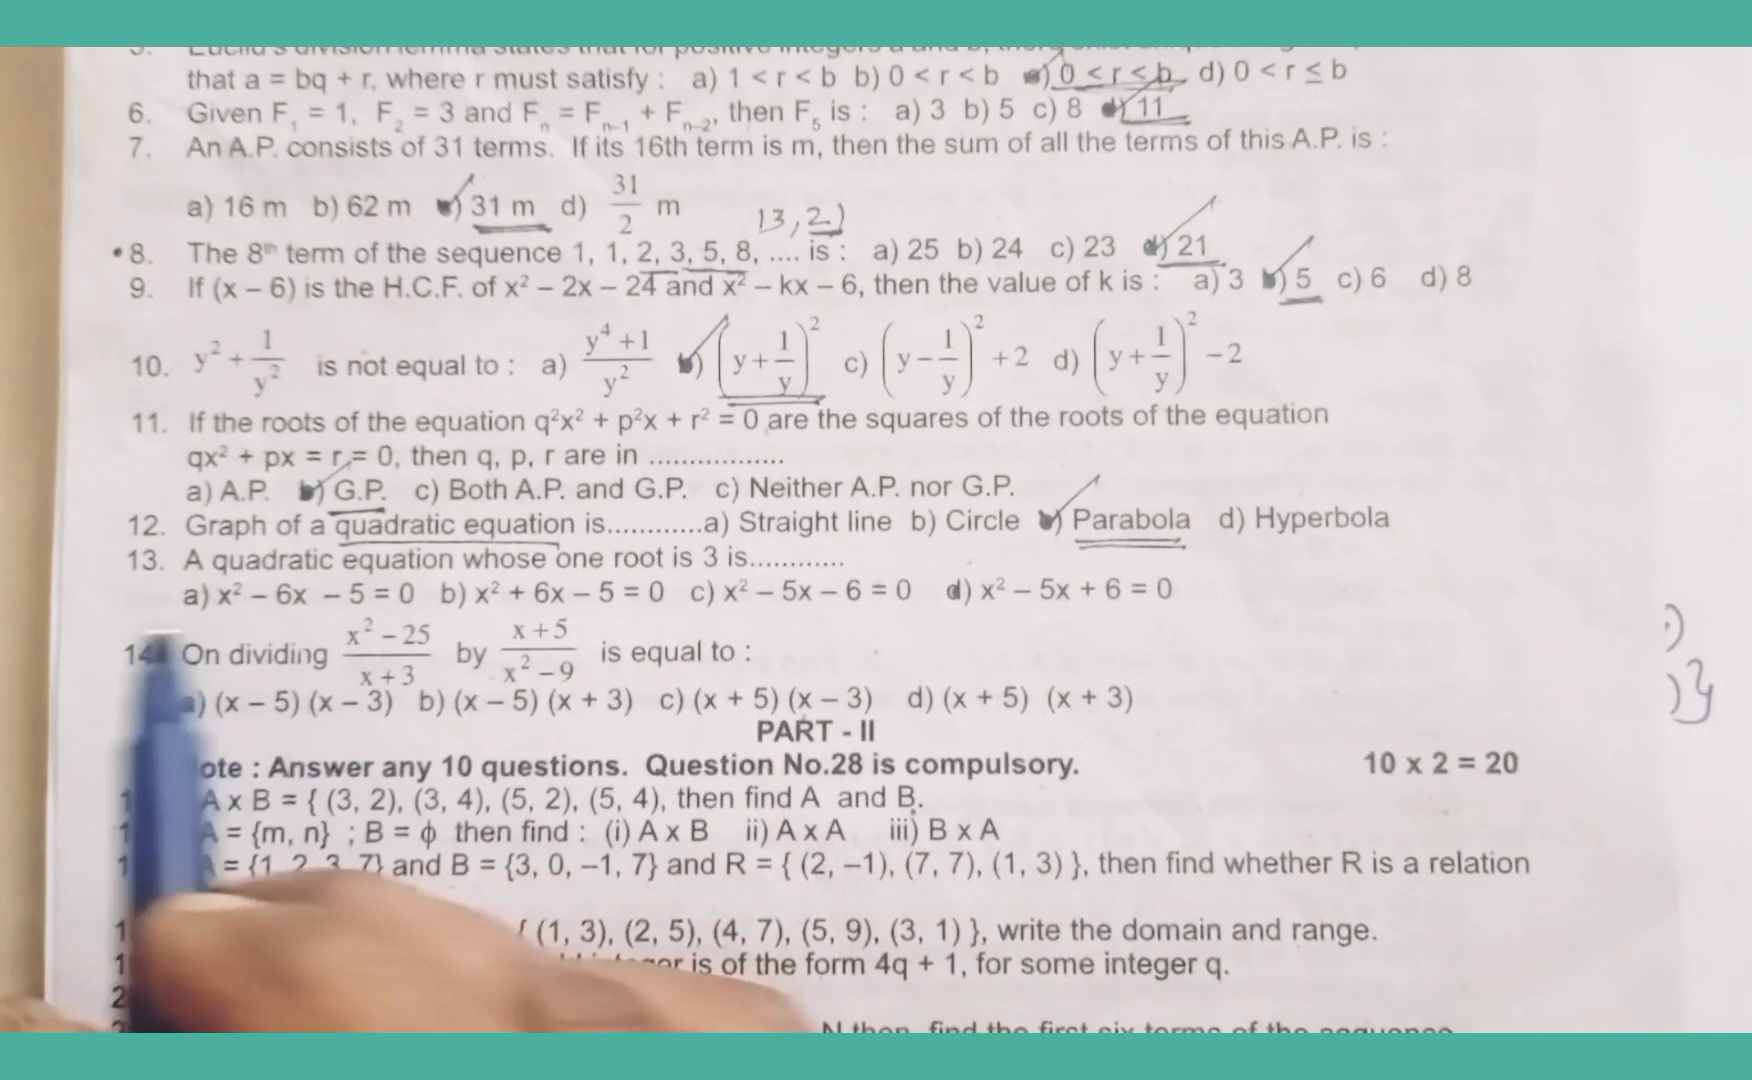 that a = bq + r, where r must satisfy : a) 1 < r < b b) 0 < r < b c) 0 ≤ r < b d) 0 < r ≤ b
6. Given F₁ = 1, F₂ = 3 and Fₙ = Fₙ₋₁ + Fₙ₋₂, then F₅ is : a) 3 b) 5 c) 8 d) 11
7. An A.P. consists of 31 terms. If its 16th term is m, then the sum of all the terms of this A.P. is :
a) 16 m b) 62 m c) 31 m d) 31/2 m
13, 21
•8. The 8ᵗʰ term of the sequence 1, 1, 2, 3, 5, 8, .... is : a) 25 b) 24 c) 23 d) 21
9. If (x – 6) is the H.C.F. of x² – 2x – 24 and x² – kx – 6, then the value of k is : a) 3 b) 5 c) 6 d) 8
10. y² + 1/y² is not equal to : a) (y⁴ + 1)/y² b) (y + 1/y)² c) (y – 1/y)² + 2 d) (y + 1/y)² – 2
11. If the roots of the equation q²x² + p²x + r² = 0 are the squares of the roots of the equation
qx² + px = r = 0, then q, p, r are in .................
a) A.P. b) G.P. c) Both A.P. and G.P. c) Neither A.P. nor G.P.
12. Graph of a quadratic equation is............a) Straight line b) Circle c) Parabola d) Hyperbola
13. A quadratic equation whose one root is 3 is............
a) x² – 6x – 5 = 0 b) x² + 6x – 5 = 0 c) x² – 5x – 6 = 0 d) x² – 5x + 6 = 0
14. On dividing (x² – 25)/(x + 3) by (x + 5)/(x² – 9) is equal to :
a) (x – 5) (x – 3) b) (x – 5) (x + 3) c) (x + 5) (x – 3) d) (x + 5) (x + 3)
PART - II
ote : Answer any 10 questions. Question No.28 is compulsory. 10 x 2 = 20
A x B = { (3, 2), (3, 4), (5, 2), (5, 4), then find A and B.
A = {m, n} ; B = ϕ then find : (i) A x B ii) A x A iii) B x A
= {1, 2, 3, 7} and B = {3, 0, –1, 7} and R = { (2, –1), (7, 7), (1, 3) }, then find whether R is a relation
{ (1, 3), (2, 5), (4, 7), (5, 9), (3, 1) }, write the domain and range.
is of the form 4q + 1, for some integer q.